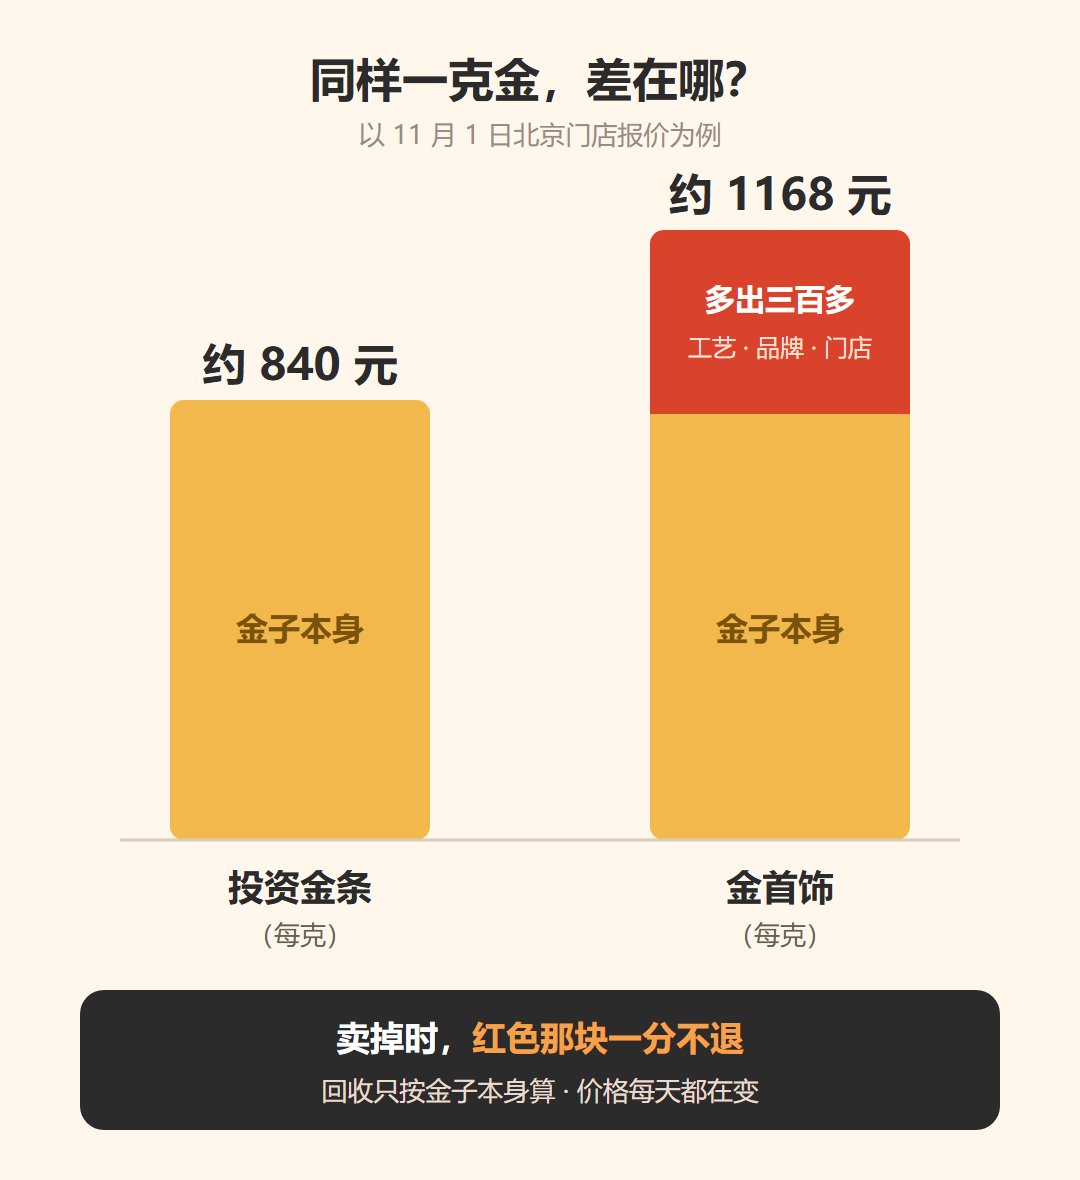 同样一克金，差在哪？
以 11 月 1 日北京门店报价为例
约 1168 元
多出三百多
工艺 · 品牌 · 门店
约 840 元
金子本身
金子本身
投资金条
金首饰
（每克）
（每克）
卖掉时，红色那块一分不退
回收只按金子本身算 · 价格每天都在变